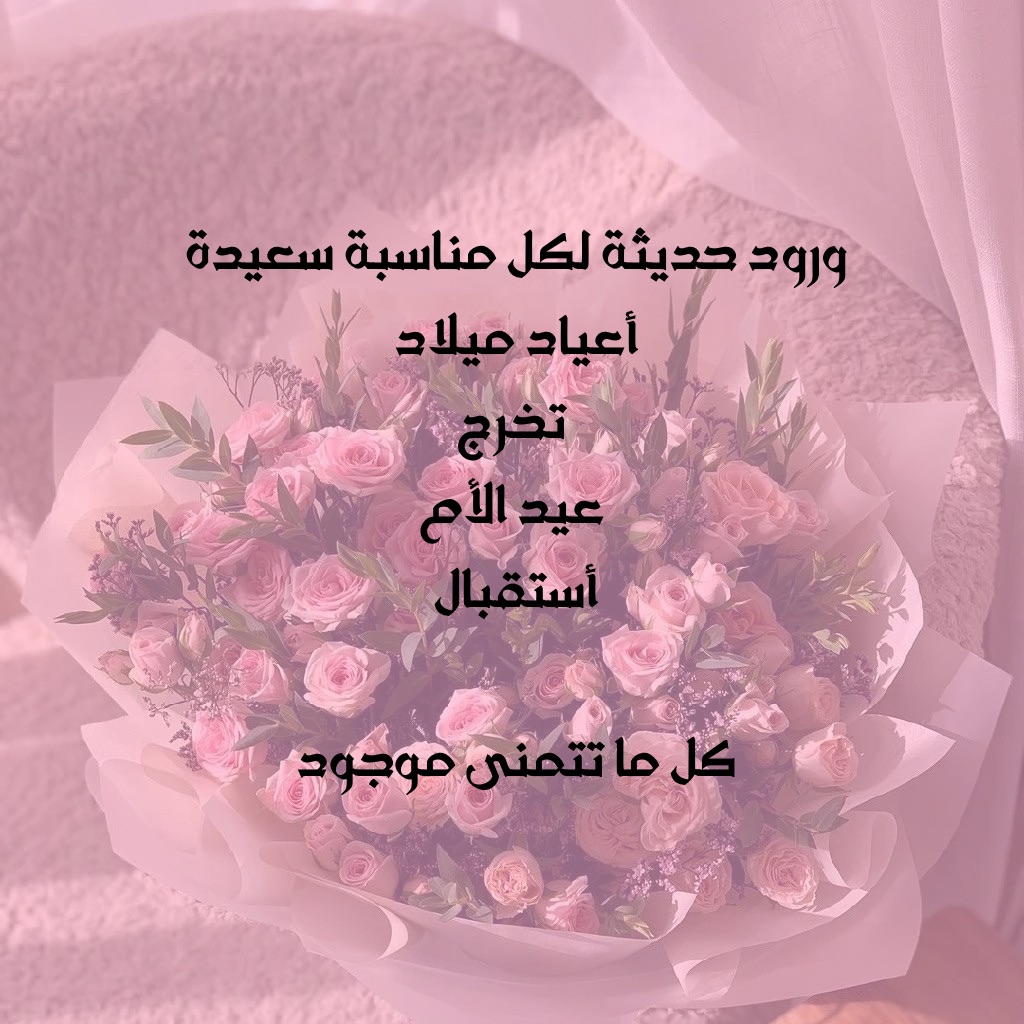 ورود حديثة لكل مناسبة سعيدة
أعياد ميلاد
تخرج
عيد الأم
أستقبال
كل ما تتمنى موجود